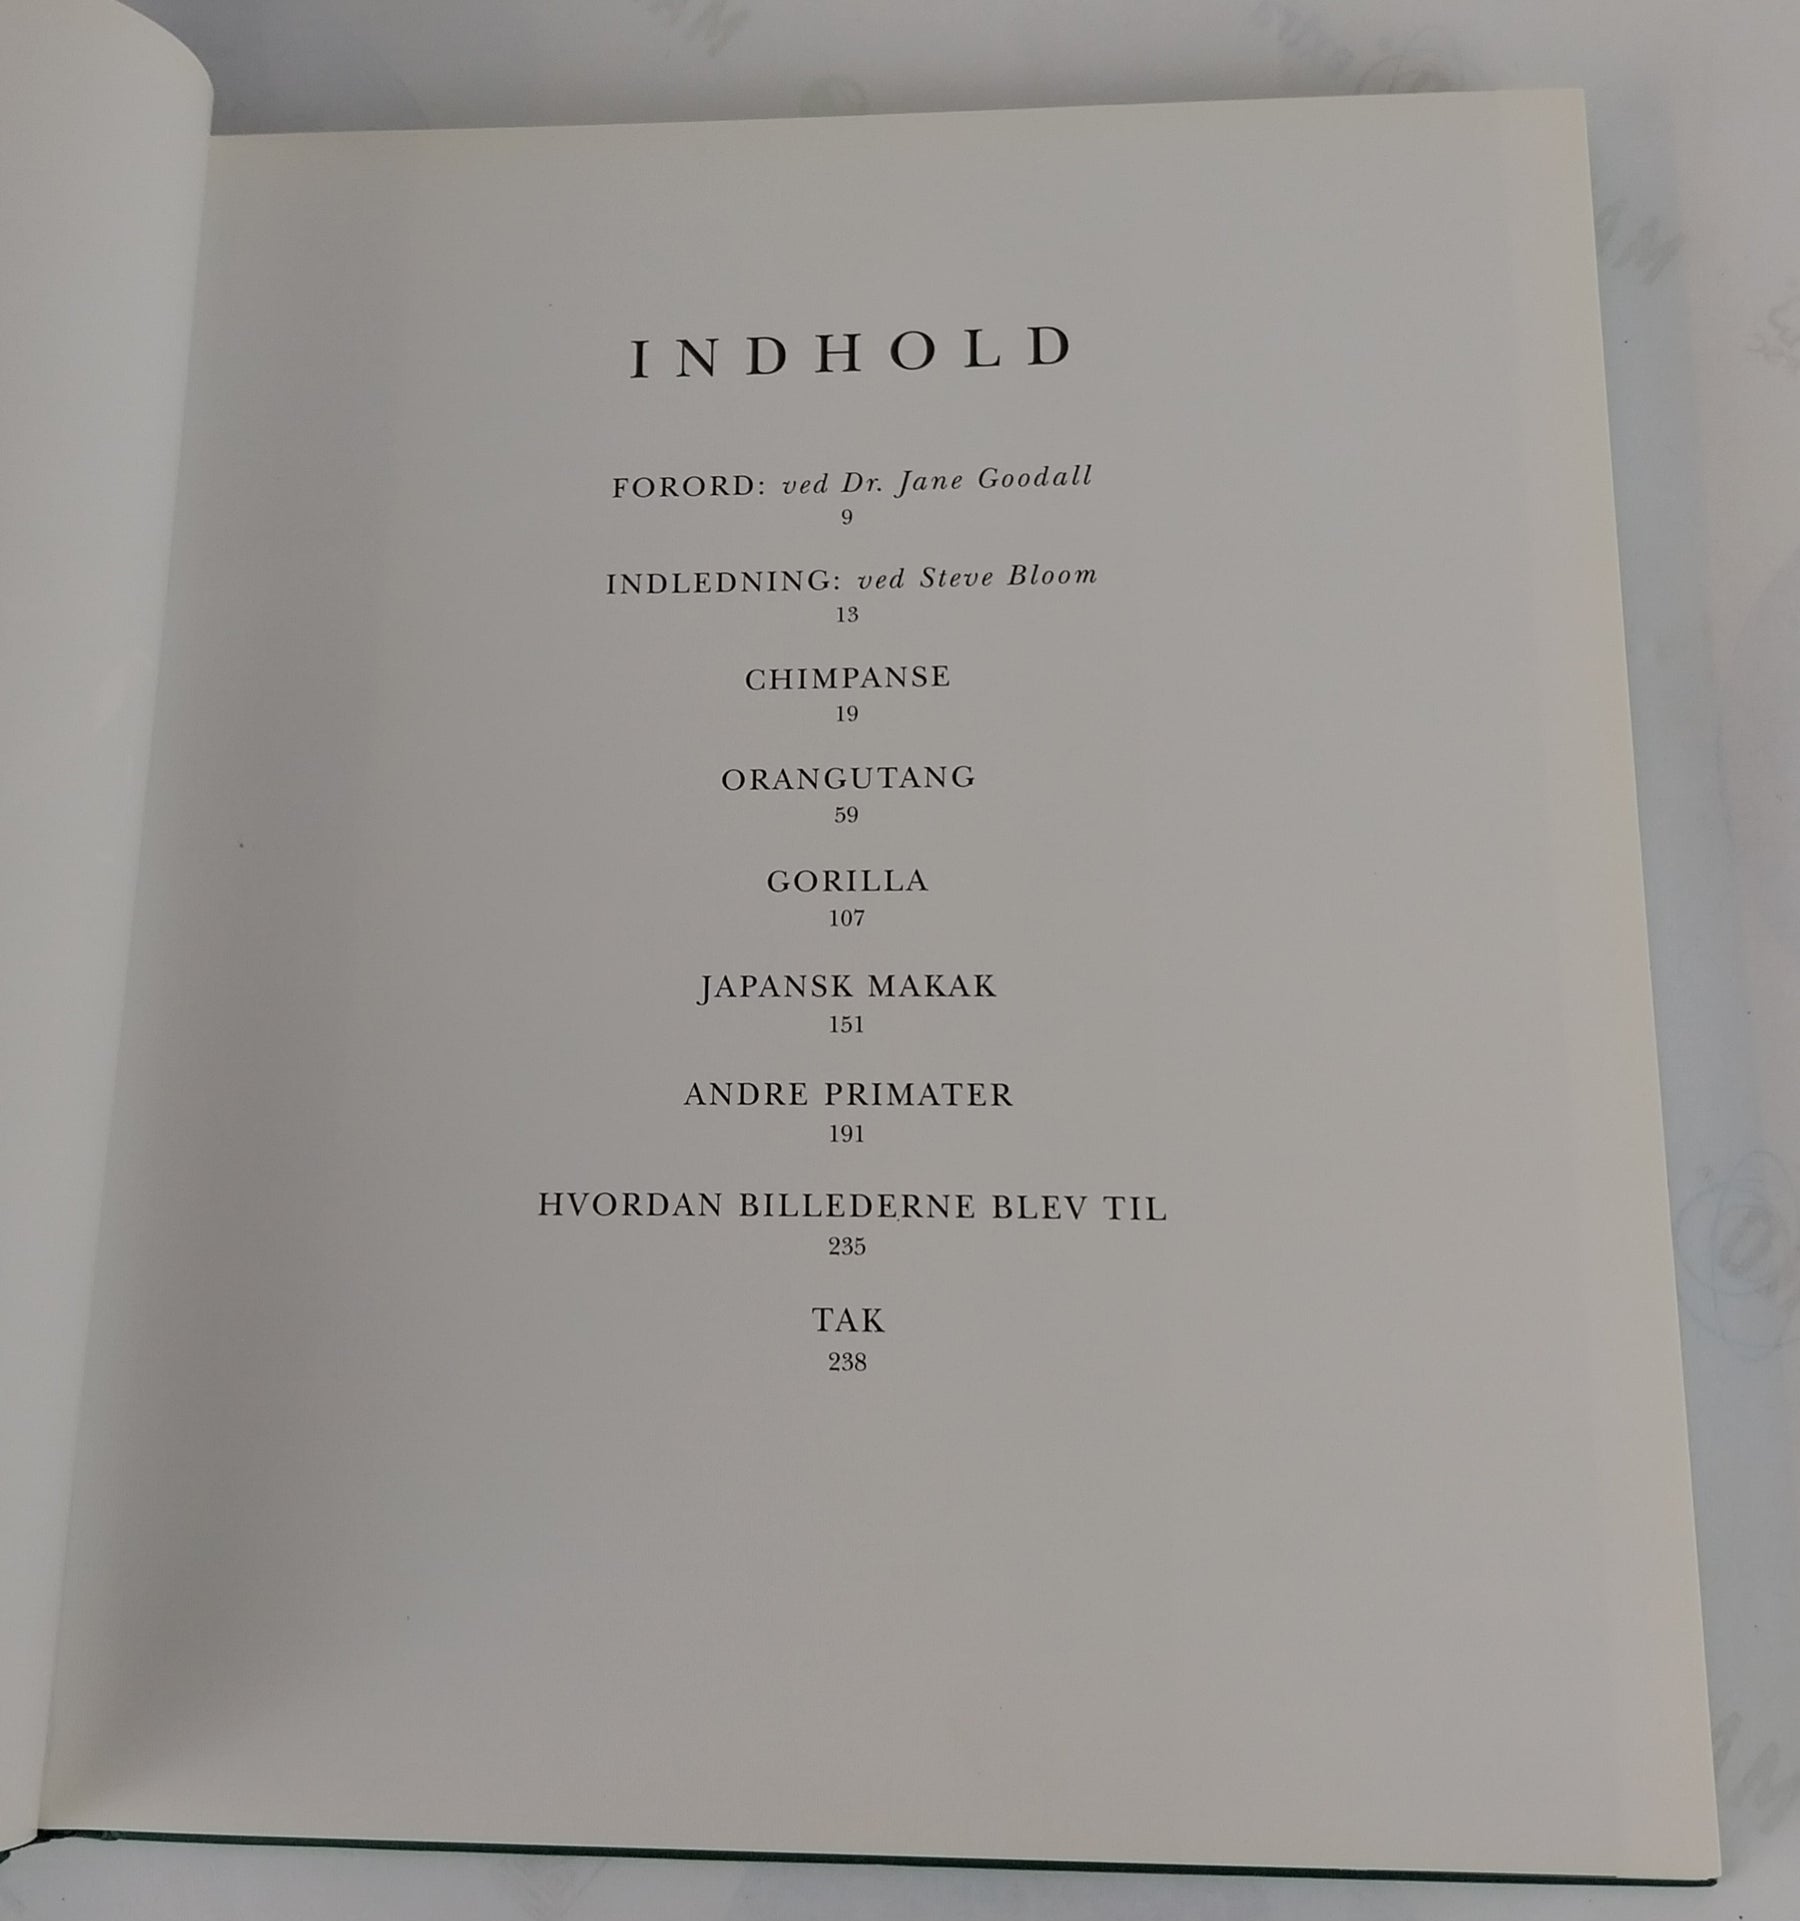 INDHOLD
FORORD: ved Dr. Jane Goodall
9
INDLEDNING: ved Steve Bloom
13
CHIMPANSE
19
ORANGUTANG
59
GORILLA
107
JAPANSK MAKAK
151
ANDRE PRIMATER
191
HVORDAN BILLEDERNE BLEV TIL
235
TAK
238